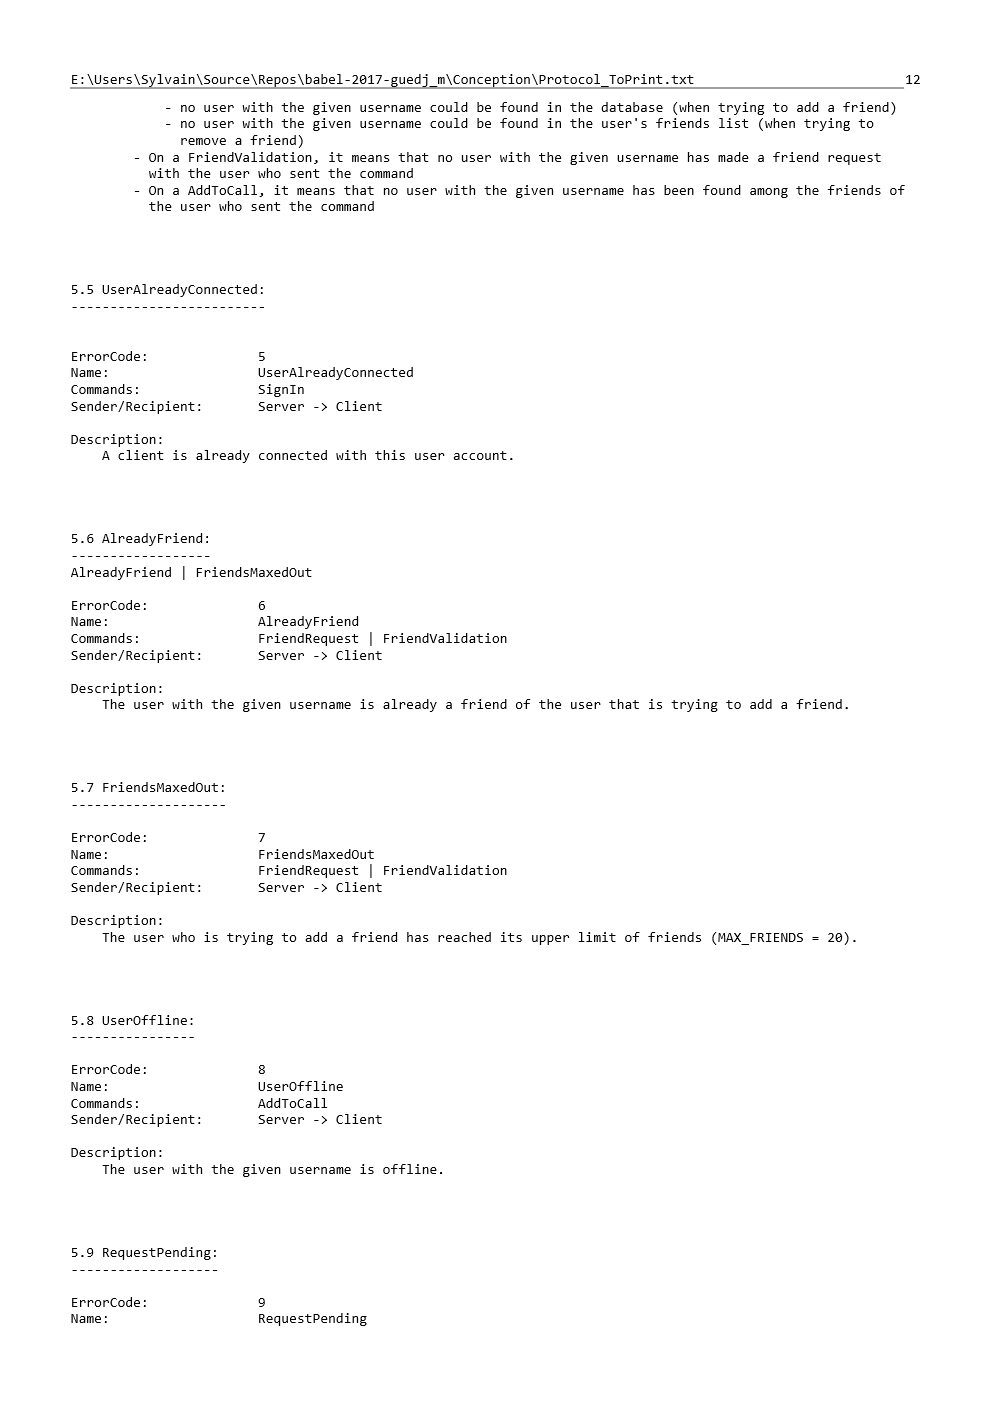 E:\Users\Sylvain\Source\Repos\babel-2017-guedj_m\Conception\Protocol_ToPrint.txt 12
- no user with the given username could be found in the database (when trying to add a friend)
- no user with the given username could be found in the user's friends list (when trying to
remove a friend)
- On a FriendValidation, it means that no user with the given username has made a friend request
with the user who sent the command
- On a AddToCall, it means that no user with the given username has been found among the friends of
the user who sent the command
5.5 UserAlreadyConnected:
-------------------------
ErrorCode: 5
Name: UserAlreadyConnected
Commands: SignIn
Sender/Recipient: Server -> Client
Description:
A client is already connected with this user account.
5.6 AlreadyFriend:
------------------
AlreadyFriend | FriendsMaxedOut
ErrorCode: 6
Name: AlreadyFriend
Commands: FriendRequest | FriendValidation
Sender/Recipient: Server -> Client
Description:
The user with the given username is already a friend of the user that is trying to add a friend.
5.7 FriendsMaxedOut:
--------------------
ErrorCode: 7
Name: FriendsMaxedOut
Commands: FriendRequest | FriendValidation
Sender/Recipient: Server -> Client
Description:
The user who is trying to add a friend has reached its upper limit of friends (MAX_FRIENDS = 20).
5.8 UserOffline:
----------------
ErrorCode: 8
Name: UserOffline
Commands: AddToCall
Sender/Recipient: Server -> Client
Description:
The user with the given username is offline.
5.9 RequestPending:
-------------------
ErrorCode: 9
Name: RequestPending